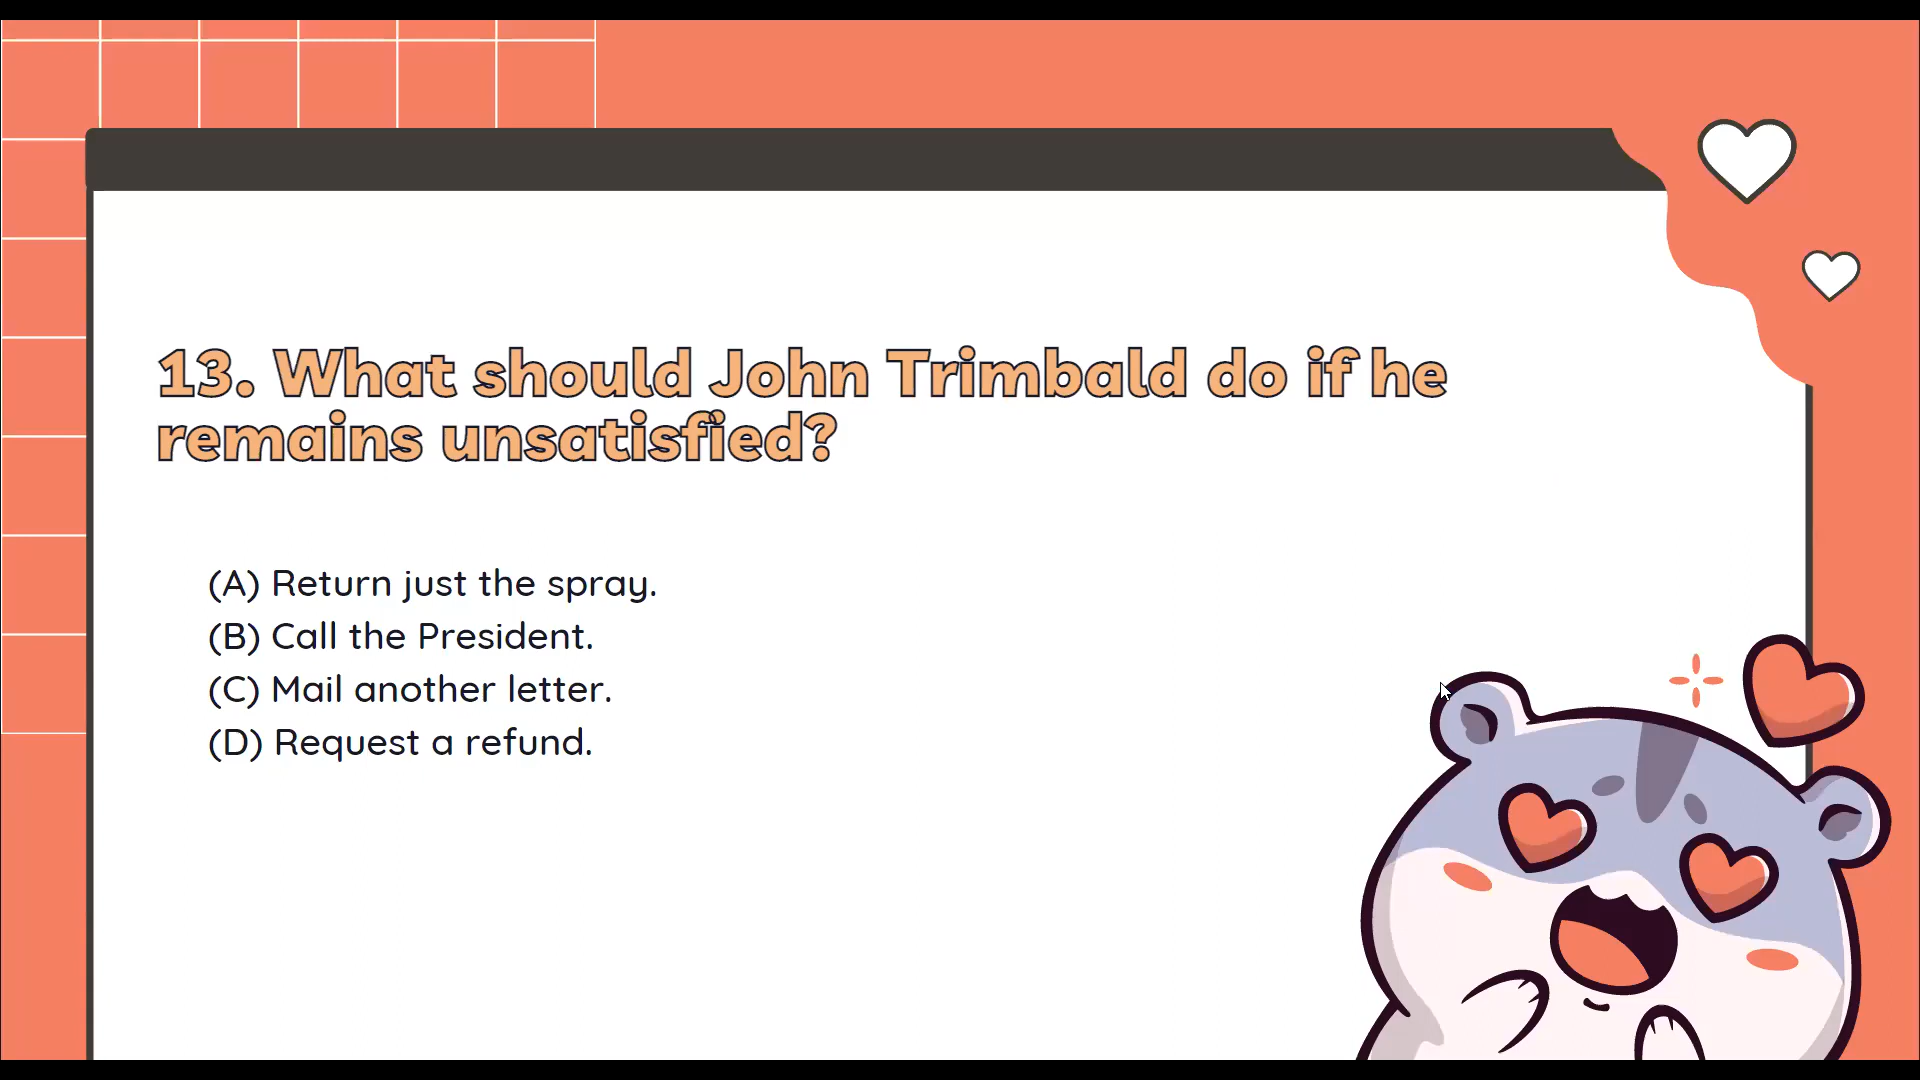 13. What should John Trimbald do if he
remains unsatisfied?
(A) Return just the spray.
(B) Call the President.
(C) Mail another letter.
(D) Request a refund.